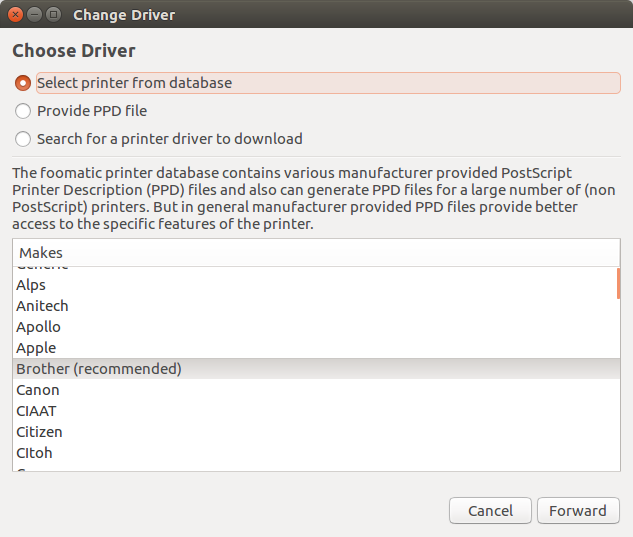 Change Driver
Choose Driver
Select printer from database
Provide PPD file
Search for a printer driver to download
The foomatic printer database contains various manufacturer provided PostScript
Printer Description (PPD) files and also can generate PPD files for a large number of (non
PostScript) printers. But in general manufacturer provided PPD files provide better
access to the specific features of the printer.
Makes
Generic
Alps
Anitech
Apollo
Apple
Brother (recommended)
Canon
CIAAT
Citizen
CItoh
Cancel Forward